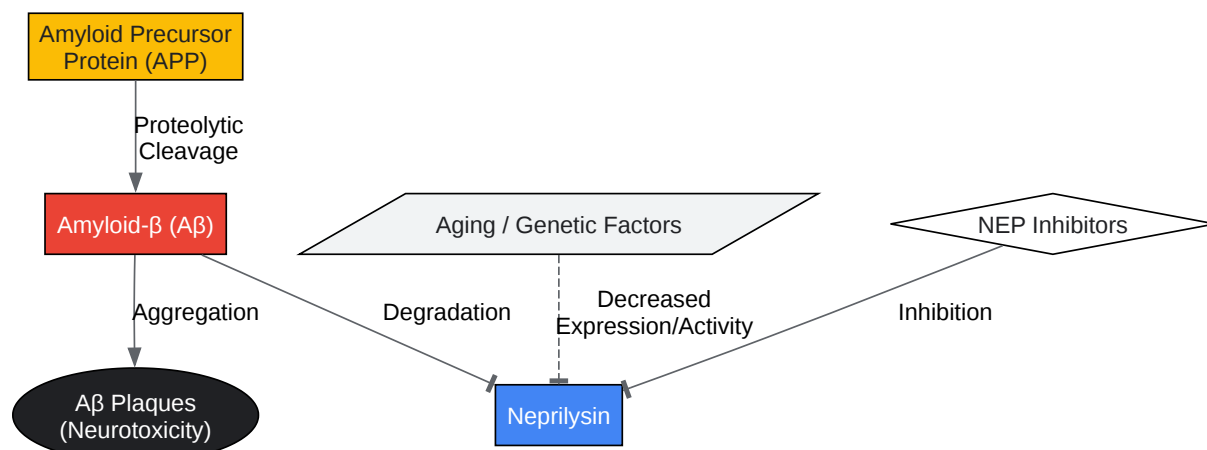 Amyloid Precursor
Protein (APP)
Proteolytic
Cleavage
Amyloid-β (Aβ)
Aging / Genetic Factors
NEP Inhibitors
Aggregation
Degradation
Decreased
Expression/Activity
Inhibition
Aβ Plaques
(Neurotoxicity)
Neprilysin